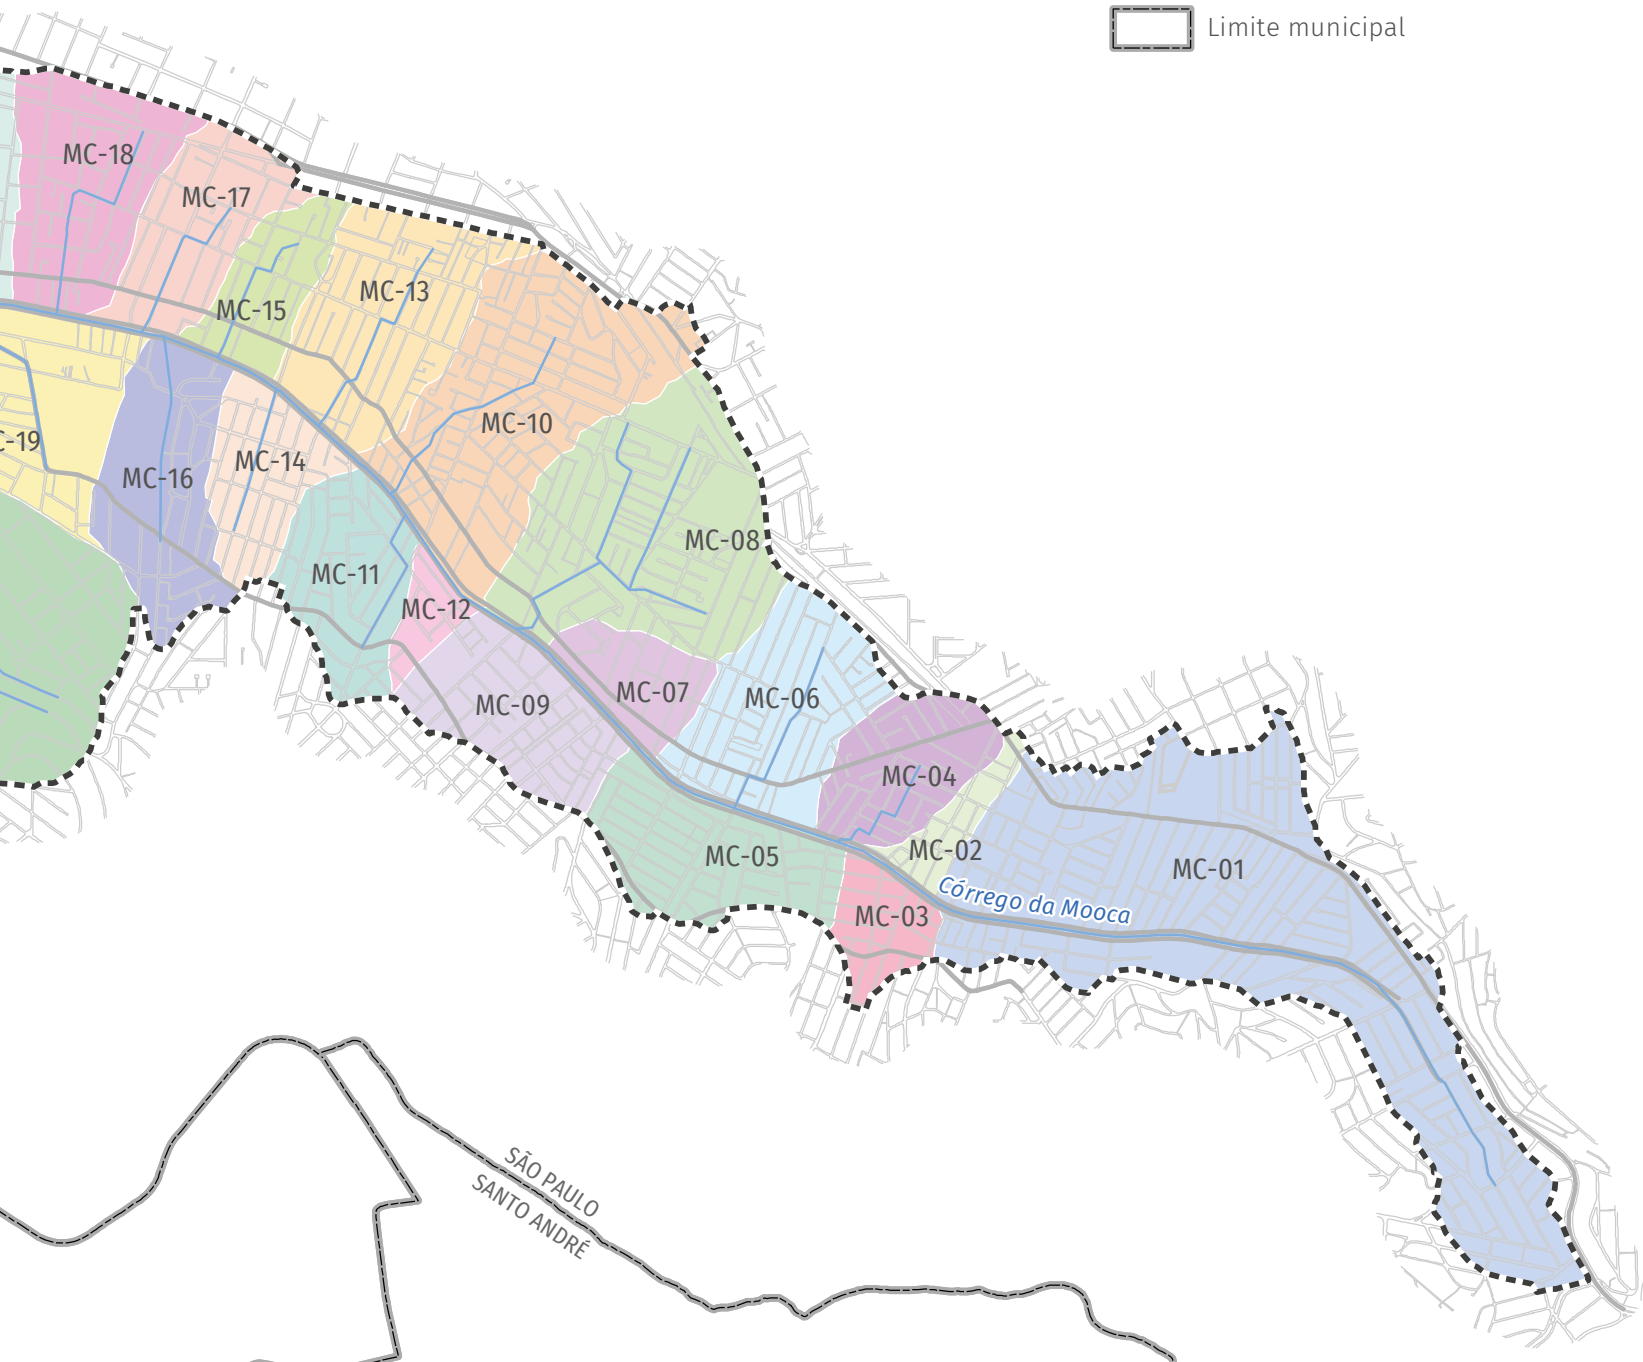 Limite municipal
MC-18
MC-17
MC-13
MC-15
MC-10
C-19
MC-14
MC-16
MC-08
MC-11
MC-12
MC-07
MC-06
MC-09
MC-04
MC-02
MC-05
MC-01
Córrego da Mooca
MC-03
SÃO PAULO
SANTO ANDRÉ